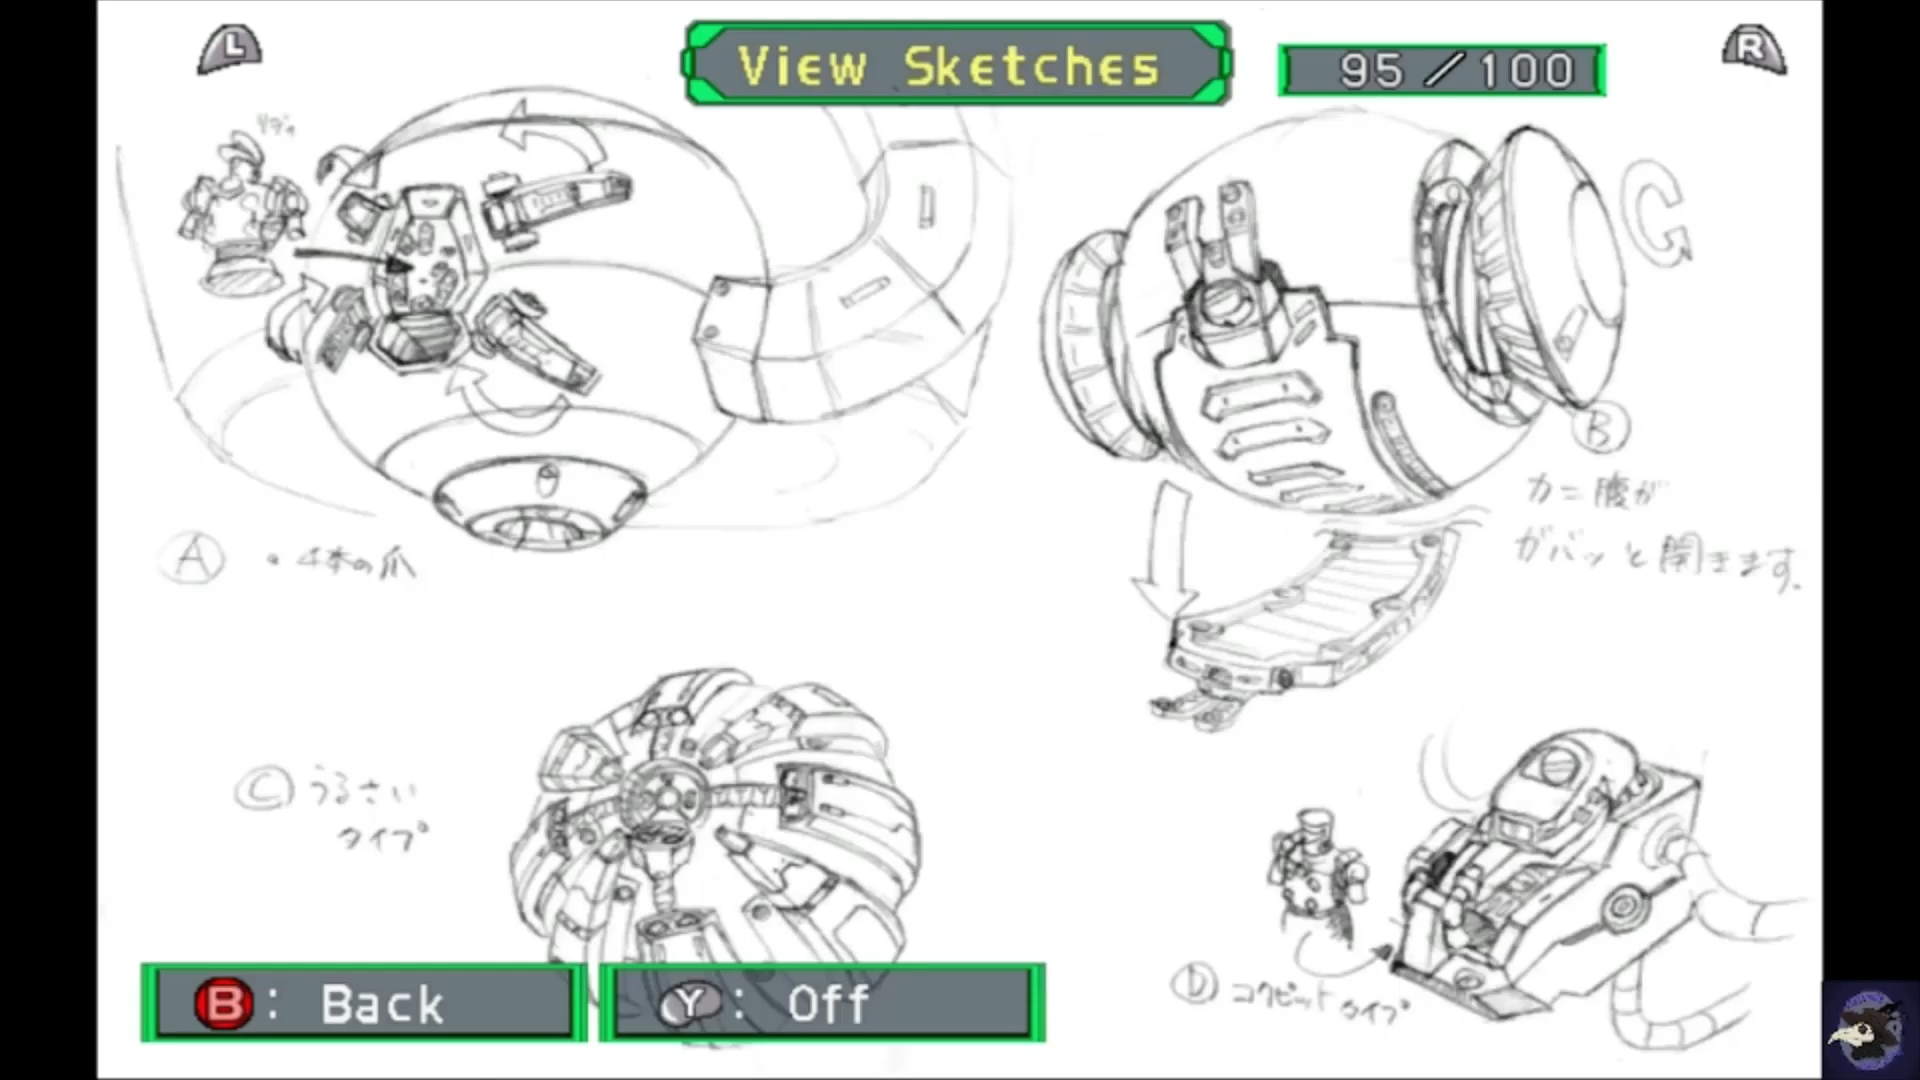 L
View Sketches
95/100
R
リディ
A ・4本の爪
B
カニ腹が
ガバッと開きます。
C うるさい
タイプ
D コクピットタイプ
B: Back
Y: Off